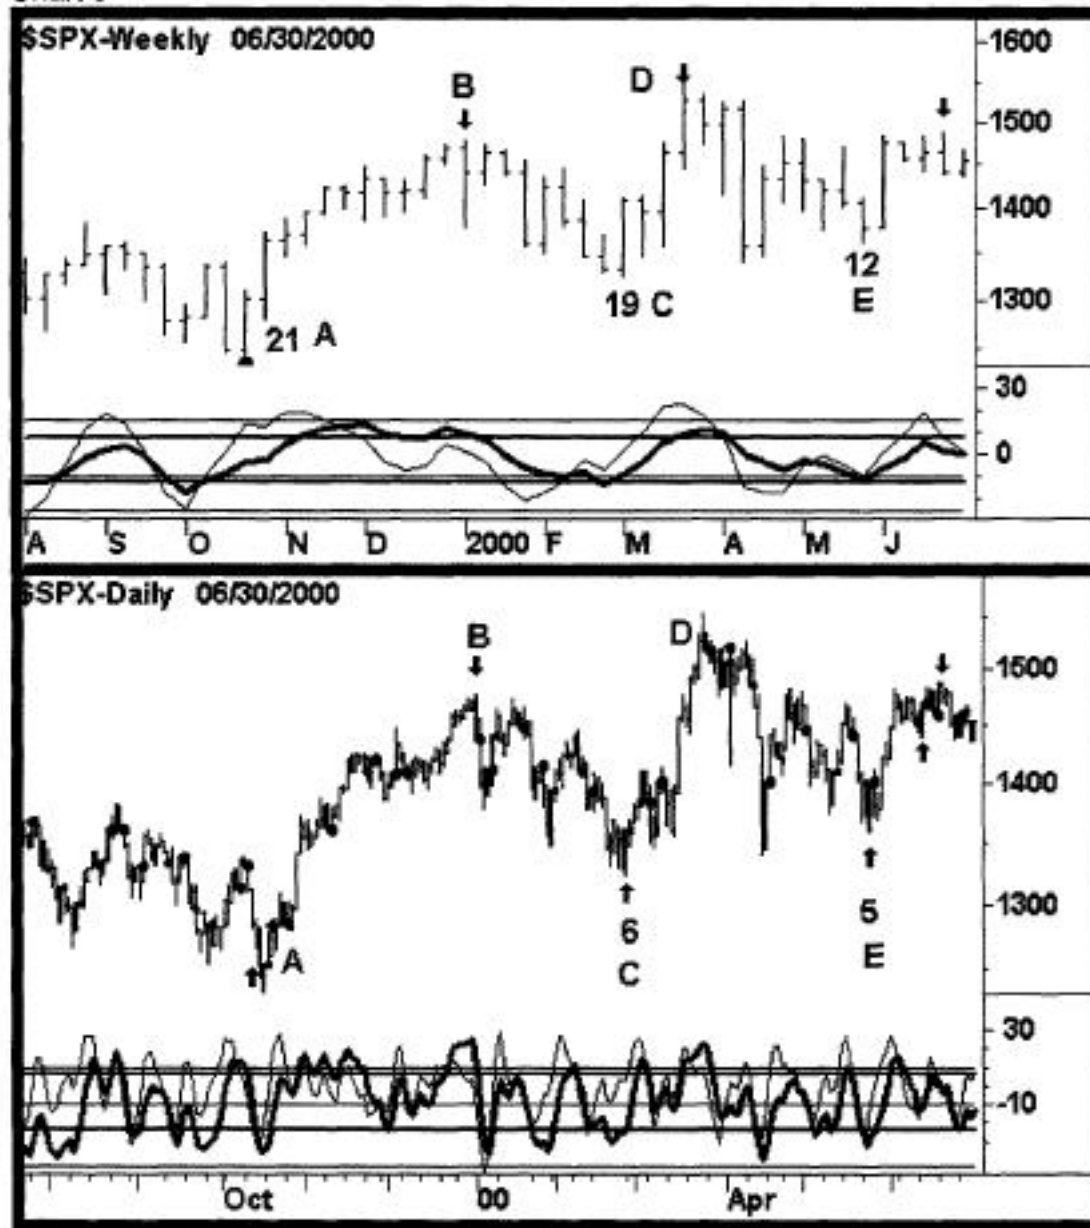 $SPX-Weekly 06/30/2000
1600
B
D
1500
1400
12
E
19 C
1300
21 A
30
0
A S O N D 2000 F M A M J
$SPX-Daily 06/30/2000
B
D
1500
1400
1300
5
E
6
C
A
30
-10
Oct 00 Apr